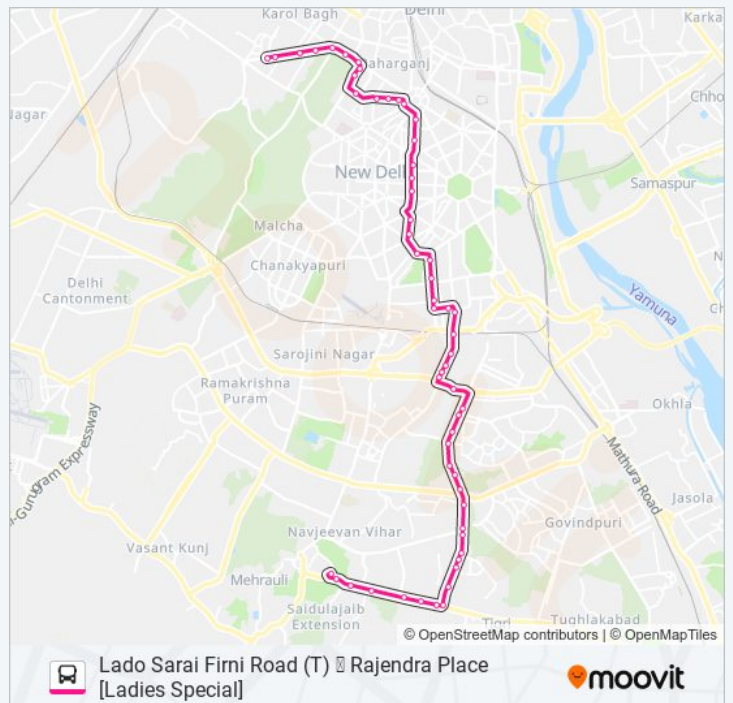 Karol Bagh
Delhi
Karka
Paharganj
Nagar
Chho
New Delhi
Samaspur
Malcha
Chanakyapuri
Delhi
Cantonment
Yamuna
Sarojini Nagar
Ramakrishna
Puram
Okhla
Mathura Road
Jasola
Govindpuri
Navjeevan Vihar
Vasant Kunj
Mehrauli
Saidulajaib
Extension
Tigri
Tughlakabad
© OpenStreetMap contributors | © OpenMapTiles
Lado Sarai Firni Road (T) Rajendra Place
[Ladies Special]
moovit